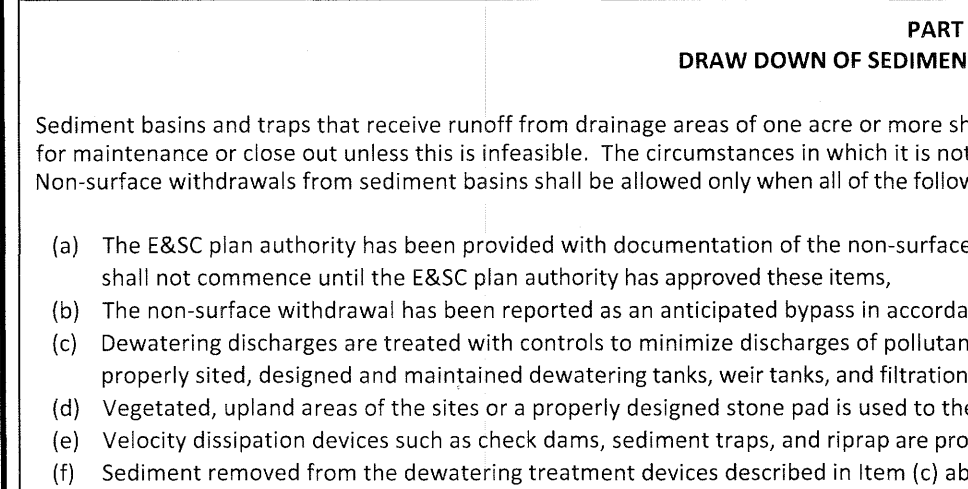 PART
DRAW DOWN OF SEDIMEN
Sediment basins and traps that receive runoff from drainage areas of one acre or more sh
for maintenance or close out unless this is infeasible. The circumstances in which it is not
Non-surface withdrawals from sediment basins shall be allowed only when all of the follow
(a) The E&SC plan authority has been provided with documentation of the non-surface
shall not commence until the E&SC plan authority has approved these items,
(b) The non-surface withdrawal has been reported as an anticipated bypass in accorda
(c) Dewatering discharges are treated with controls to minimize discharges of pollutan
properly sited, designed and maintained dewatering tanks, weir tanks, and filtration
(d) Vegetated, upland areas of the sites or a properly designed stone pad is used to the
(e) Velocity dissipation devices such as check dams, sediment traps, and riprap are pro
(f) Sediment removed from the dewatering treatment devices described in Item (c) ab